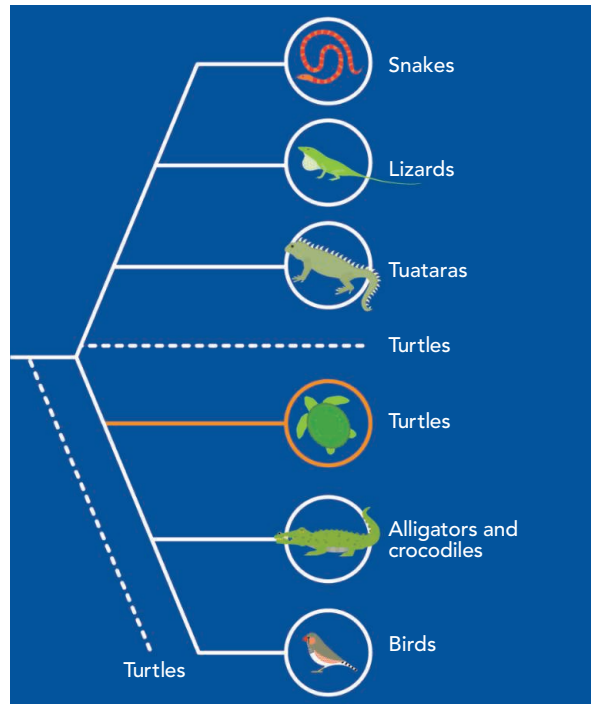 Snakes
Lizards
Tuataras
Turtles
Turtles
Alligators and
crocodiles
Birds
Turtles